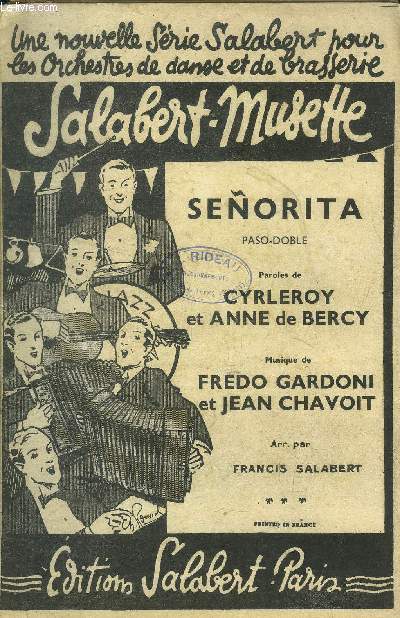 Une nouvelle Série Salabert pour
les Orchestres de danse et de brasserie
Salabert-Musette
SEÑORITA
PASO-DOBLE
RIDEAU
Paroles de
CYRLEROY
et ANNE de BERCY
JAZZ
Musique de
FREDO GARDONI
et JEAN CHAVOIT
Arr. par
FRANCIS SALABERT
* * *
PRINTED IN FRANCE
Éditions Salabert-Paris